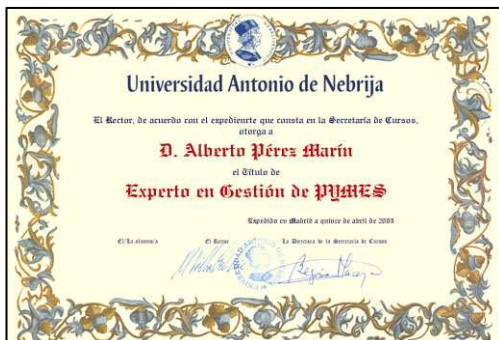 Universidad Antonio de Nebrija
El Rector, de acuerdo con el expediente que consta en la Secretaría de Cursos,
otorga a
D. Alberto Pérez Marín
el Título de
Experto en Gestión de PYMES
Expedido en Madrid a quince de abril de
El/La alumno/a El Rector La Directora de la Secretaría de Cursos